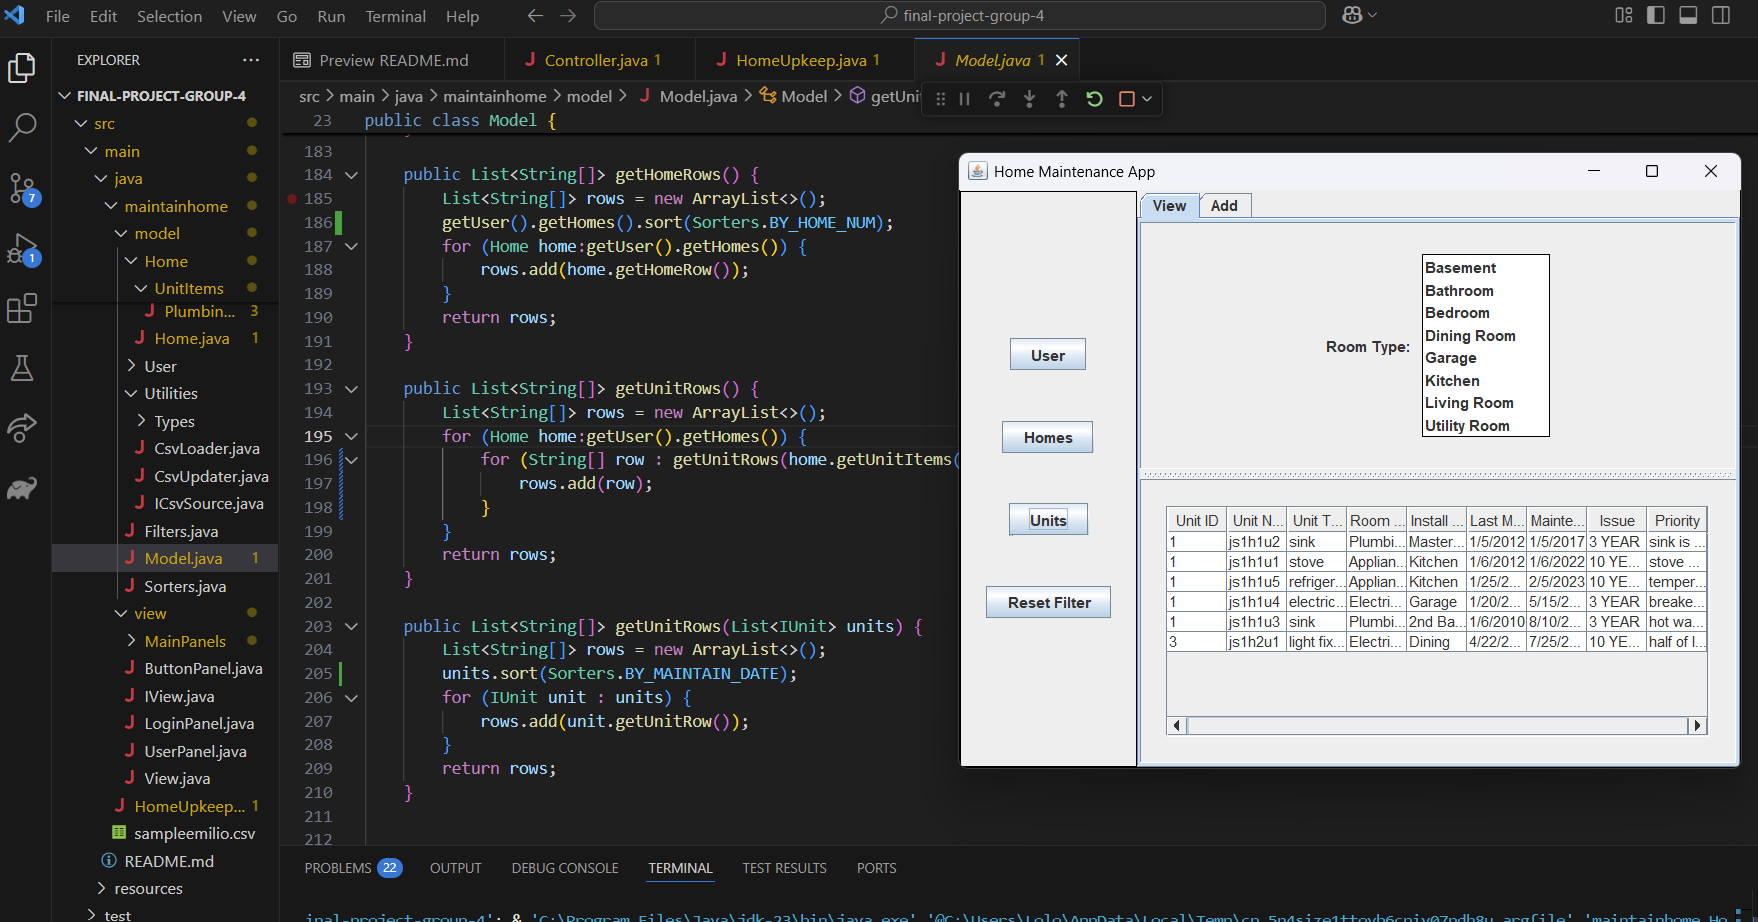 File Edit Selection View Go Run Terminal Help
final-project-group-4
EXPLORER
FINAL-PROJECT-GROUP-4
src
main
java
maintainhome
model
Home
UnitItems
Plumbin... 3
Home.java 1
User
Utilities
Types
CsvLoader.java
CsvUpdater.java
ICsvSource.java
Filters.java
Model.java 1
Sorters.java
view
MainPanels
ButtonPanel.java
IView.java
LoginPanel.java
UserPanel.java
View.java
HomeUpkeep... 1
sampleemilio.csv
README.md
resources
test
7
1
Preview README.md
Controller.java 1
HomeUpkeep.java 1
Model.java 1
src > main > java > maintainhome > model > Model.java > Model > getUni
23 public class Model {
183
184 public List<String[]> getHomeRows() {
185 List<String[]> rows = new ArrayList<>();
186 getUser().getHomes().sort(Sorters.BY_HOME_NUM);
187 for (Home home:getUser().getHomes()) {
188 rows.add(home.getHomeRow());
189 }
190 return rows;
191 }
192
193 public List<String[]> getUnitRows() {
194 List<String[]> rows = new ArrayList<>();
195 for (Home home:getUser().getHomes()) {
196 for (String[] row : getUnitRows(home.getUnitItems(
197 rows.add(row);
198 }
199 }
200 return rows;
201 }
202
203 public List<String[]> getUnitRows(List<IUnit> units) {
204 List<String[]> rows = new ArrayList<>();
205 units.sort(Sorters.BY_MAINTAIN_DATE);
206 for (IUnit unit : units) {
207 rows.add(unit.getUnitRow());
208 }
209 return rows;
210 }
211
212
Home Maintenance App
User
Homes
Units
Reset Filter
View Add
Room Type:
Basement
Bathroom
Bedroom
Dining Room
Garage
Kitchen
Living Room
Utility Room
Unit ID Unit N... Unit T... Room ... Install ... Last M... Mainte... Issue Priority
1 js1h1u2 sink Plumbi... Master... 1/5/2012 1/5/2017 3 YEAR sink is ...
1 js1h1u1 stove Applian... Kitchen 1/6/2012 1/6/2022 10 YE... stove ...
1 js1h1u5 refriger... Applian... Kitchen 1/25/2... 2/5/2023 10 YE... temper...
1 js1h1u4 electric... Electri... Garage 1/20/2... 5/15/2... 3 YEAR breake...
1 js1h1u3 sink Plumbi... 2nd Ba... 1/6/2010 8/10/2... 3 YEAR hot wa...
3 js1h2u1 light fix... Electri... Dining 4/22/2... 7/25/2... 10 YE... half of l...
PROBLEMS 22 OUTPUT DEBUG CONSOLE TERMINAL TEST RESULTS PORTS
inal-project-group-4'; & 'C:\Program Files\Java\jdk-23\bin\java.exe'